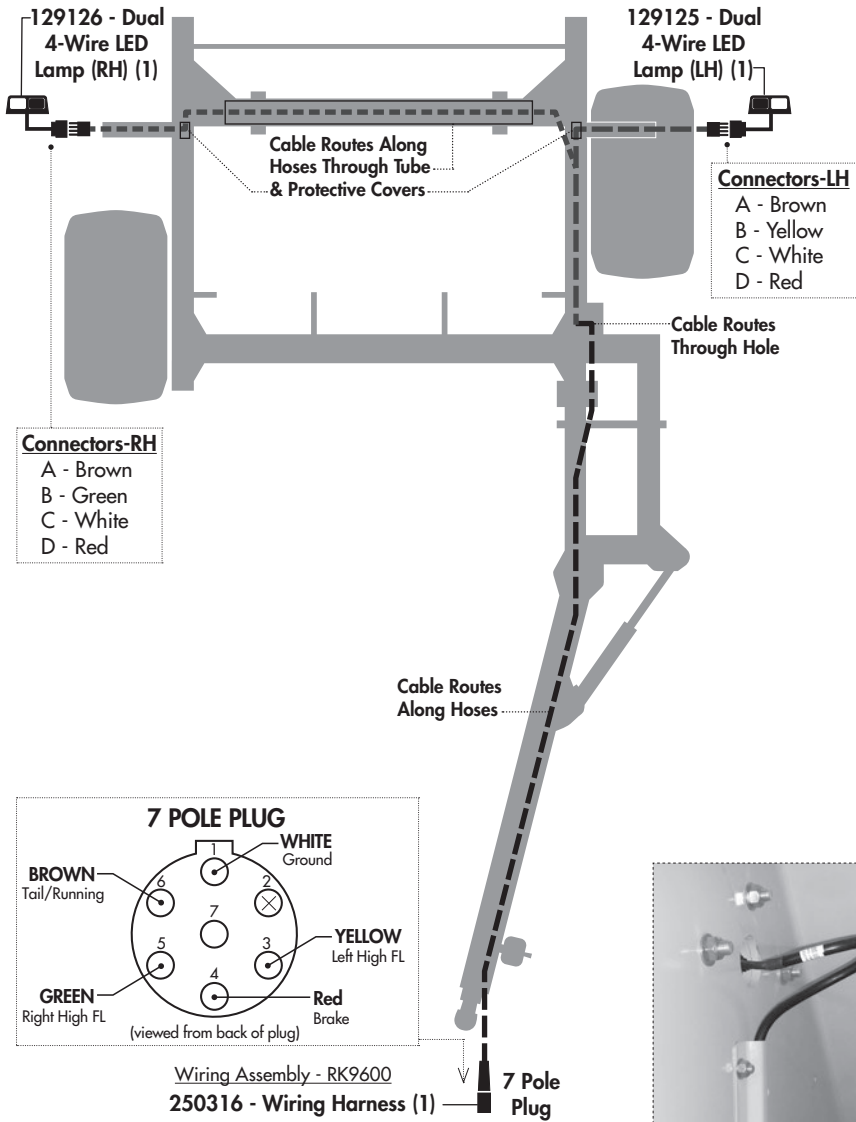 129126 - Dual
4-Wire LED
Lamp (RH) (1)
129125 - Dual
4-Wire LED
Lamp (LH) (1)
Cable Routes Along
Hoses Through Tube
& Protective Covers
Connectors-LH
A - Brown
B - Yellow
C - White
D - Red
Cable Routes
Through Hole
Connectors-RH
A - Brown
B - Green
C - White
D - Red
Cable Routes
Along Hoses
7 POLE PLUG
1
WHITE
Ground
BROWN
Tail/Running
6
2
7
5
3
YELLOW
Left High FL
4
GREEN
Right High FL
Red
Brake
(viewed from back of plug)
Wiring Assembly - RK9600
250316 - Wiring Harness (1)
7 Pole
Plug